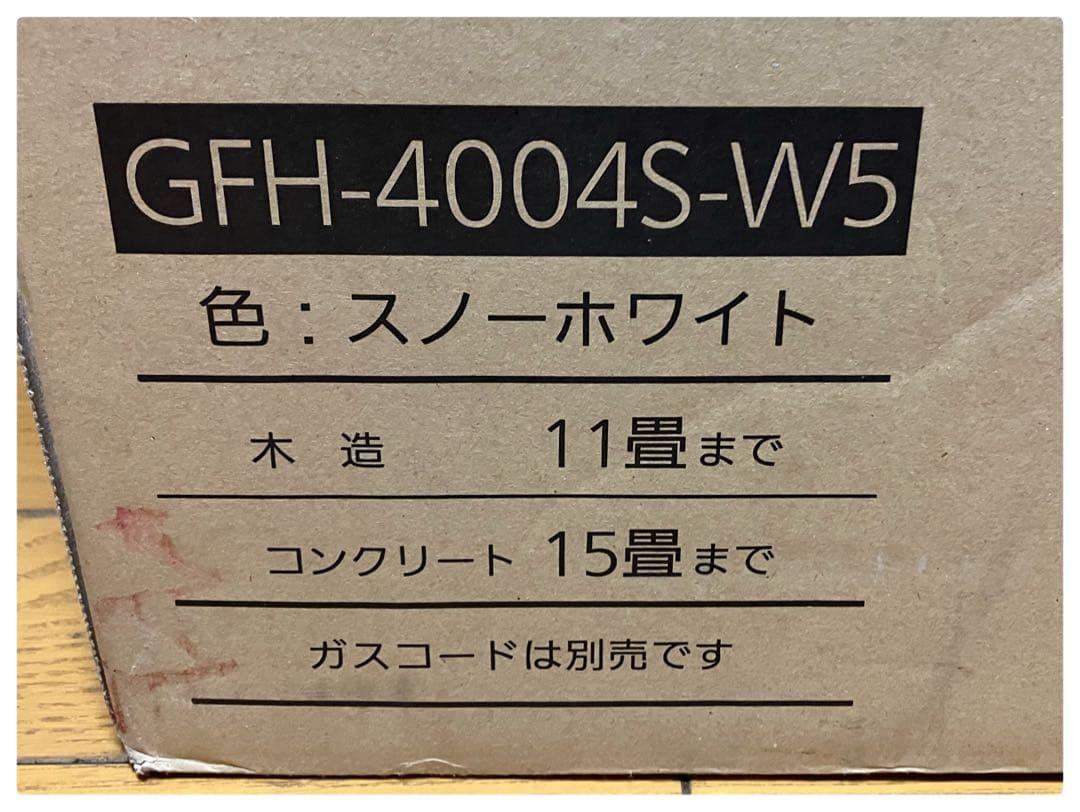 GFH-4004S-W5
色：スノーホワイト
木 造 11畳まで
コンクリート 15畳まで
ガスコードは別売です